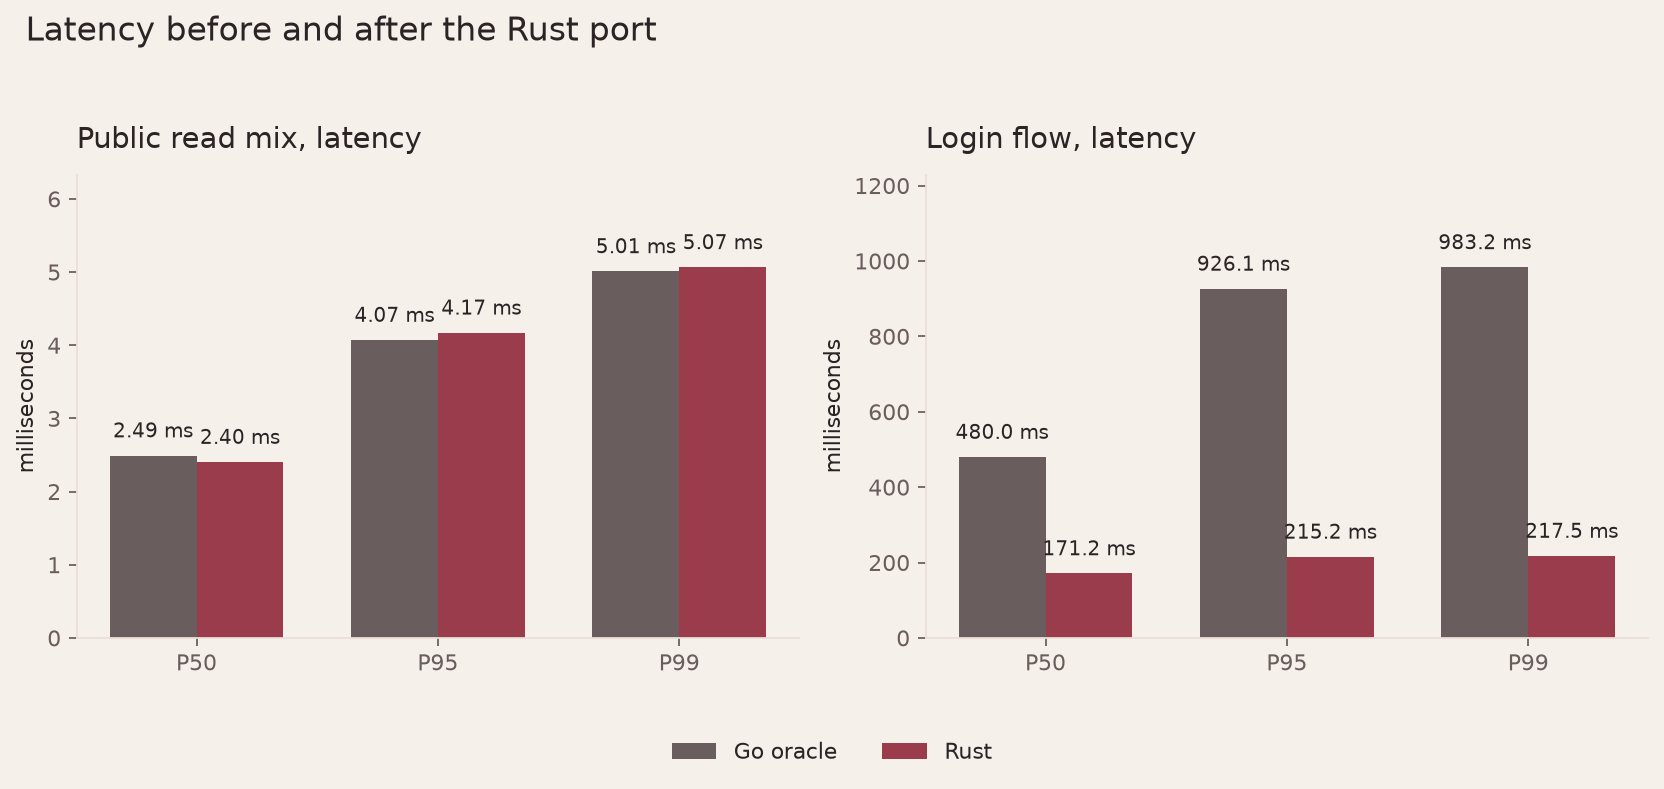 Latency before and after the Rust port
Public read mix, latency
milliseconds
6
5
4
3
2
1
0
2.49 ms
2.40 ms
4.07 ms
4.17 ms
5.01 ms
5.07 ms
P50
P95
P99
Login flow, latency
milliseconds
1200
1000
800
600
400
200
0
480.0 ms
171.2 ms
926.1 ms
215.2 ms
983.2 ms
217.5 ms
P50
P95
P99
Go oracle
Rust